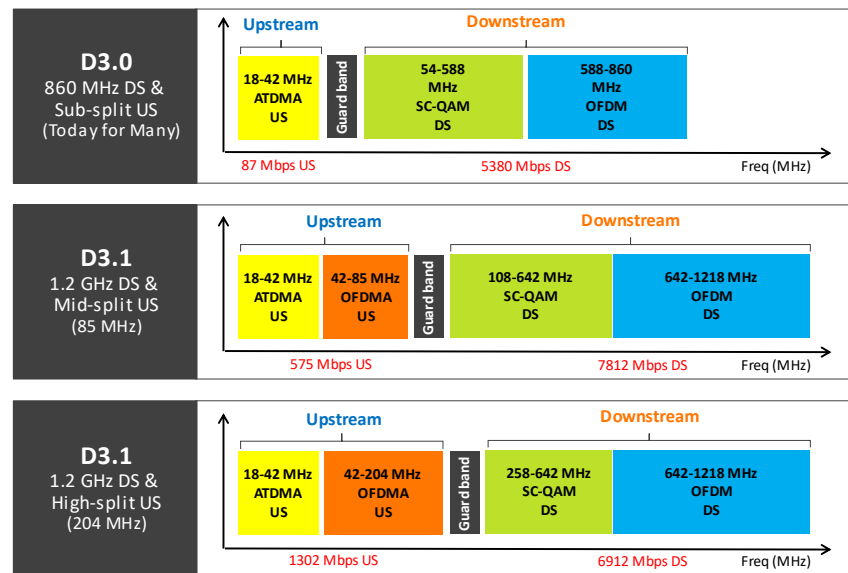 D3.0
860 MHz DS &
Sub-split US
(Today for Many)
Upstream
Downstream
18-42 MHz
ATDMA
US
Guard band
54-588
MHz
SC-QAM
DS
588-860
MHz
OFDM
DS
87 Mbps US
5380 Mbps DS
Freq (MHz)
D3.1
1.2 GHz DS &
Mid-split US
(85 MHz)
Upstream
Downstream
18-42 MHz
ATDMA
US
42-85 MHz
OFDMA
US
Guard band
108-642 MHz
SC-QAM
DS
642-1218 MHz
OFDM
DS
575 Mbps US
7812 Mbps DS
Freq (MHz)
D3.1
1.2 GHz DS &
High-split US
(204 MHz)
Upstream
Downstream
18-42 MHz
ATDMA
US
42-204 MHz
OFDMA
US
Guard band
258-642 MHz
SC-QAM
DS
642-1218 MHz
OFDM
DS
1302 Mbps US
6912 Mbps DS
Freq (MHz)